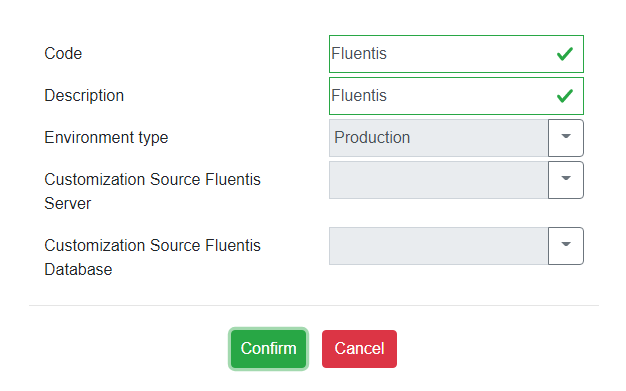 Code
Fluentis
Description
Fluentis
Environment type
Production
Customization Source Fluentis
Server
Customization Source Fluentis
Database
Confirm
Cancel